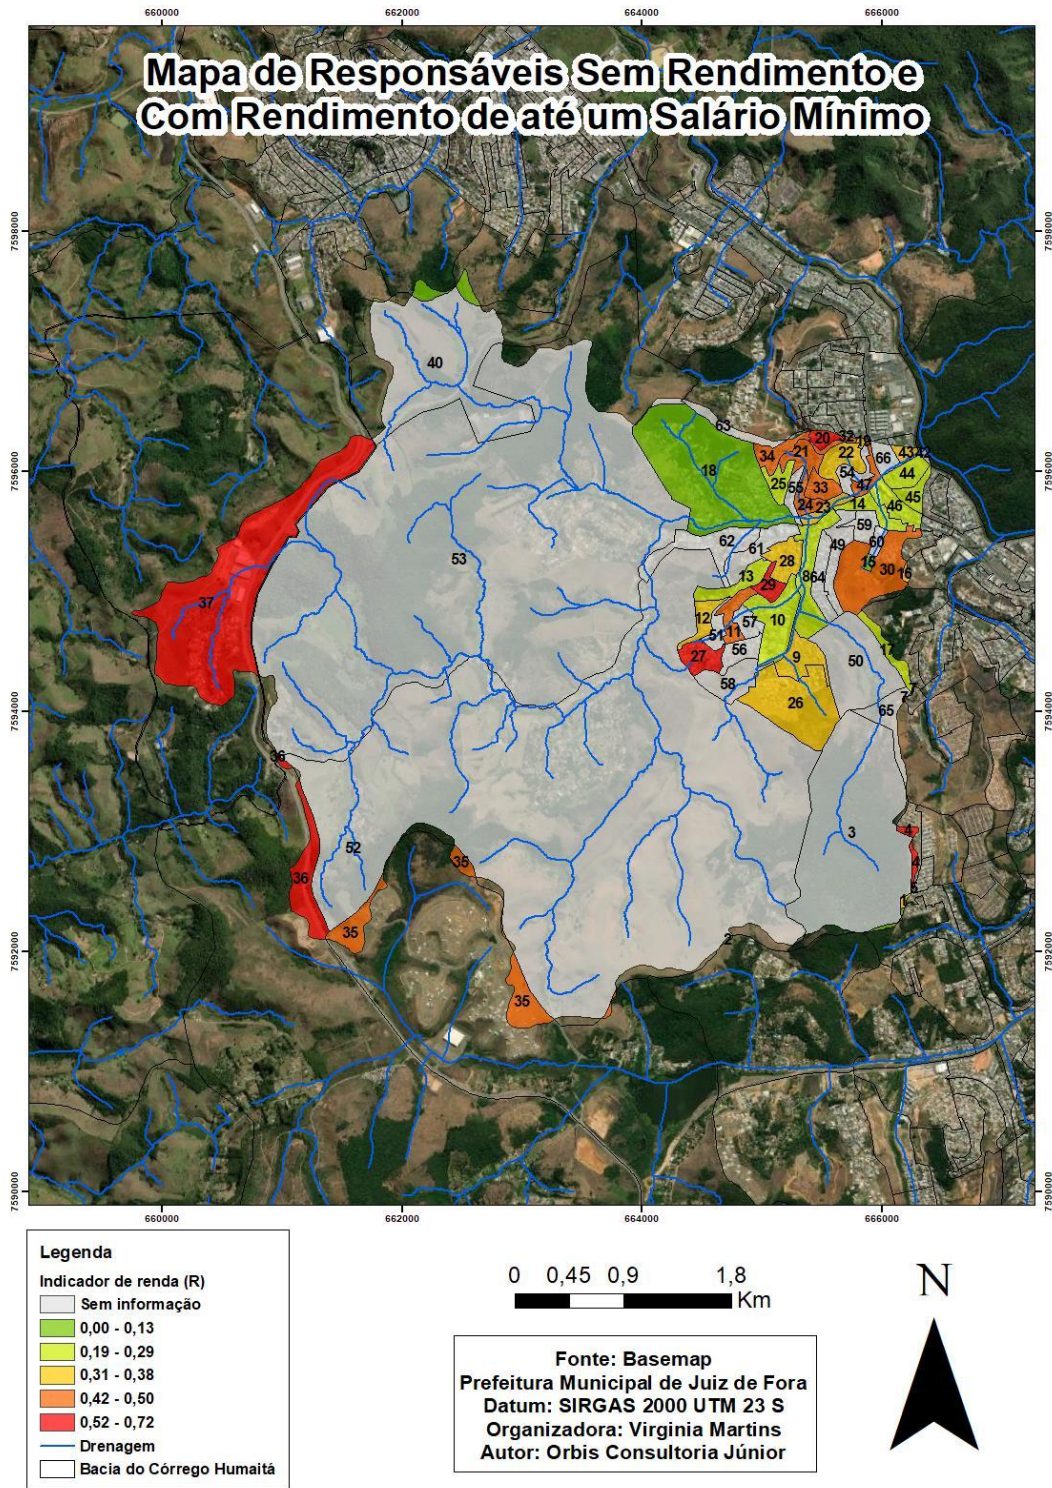 660000 662000 664000 666000
Mapa de Responsáveis Sem Rendimento e
Com Rendimento de até um Salário Mínimo
7598000 7598000
40
63
20 32 19
34 21 22 66 43 42
7596000 7596000
18 54 44
25 55 33 47
24 23 14 46 45
59
62 61 49 60
53 28 15 30 16
13 29 8 64
37
12 57 10
51 11
56 17
27 9 50
58 7
26 7
7594000 65 7594000
36
3 4
52
35 4
36 5
1
35 2
7592000 7592000
35
7590000 7590000
660000 662000 664000 666000
Legenda
Indicador de renda (R)
Sem informação
0,00 - 0,13
0,19 - 0,29
0,31 - 0,38
0,42 - 0,50
0,52 - 0,72
Drenagem
Bacia do Córrego Humaitá
0 0,45 0,9 1,8
Km
Fonte: Basemap
Prefeitura Municipal de Juiz de Fora
Datum: SIRGAS 2000 UTM 23 S
Organizadora: Virginia Martins
Autor: Orbis Consultoria Júnior
N